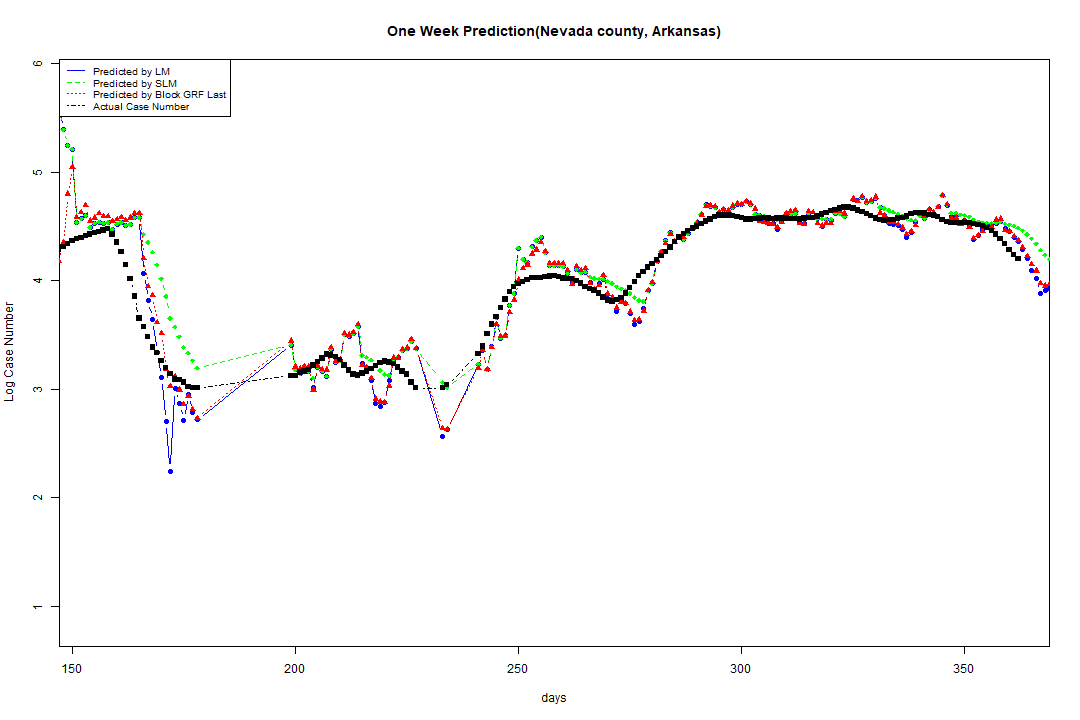 One Week Prediction(Nevada county, Arkansas)
Predicted by LM
Predicted by SLM
Predicted by Block GRF Last
Actual Case Number
6
5
4
3
2
1
Log Case Number
150 200 250 300 350
days